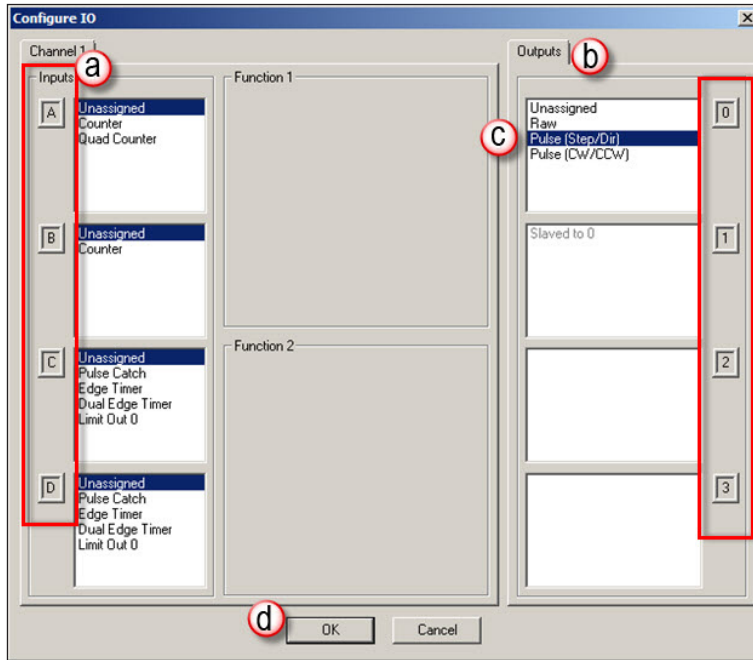 Configure IO
Channel 1
a
Inputs
A
Unassigned
Counter
Quad Counter
B
Unassigned
Counter
C
Unassigned
Pulse Catch
Edge Timer
Dual Edge Timer
Limit Out 0
D
Unassigned
Pulse Catch
Edge Timer
Dual Edge Timer
Limit Out 0
Function 1
Function 2
Outputs
b
c
Unassigned
Raw
Pulse (Step/Dir)
Pulse (CW/CCW)
0
Slaved to 0
1
2
3
d
OK
Cancel